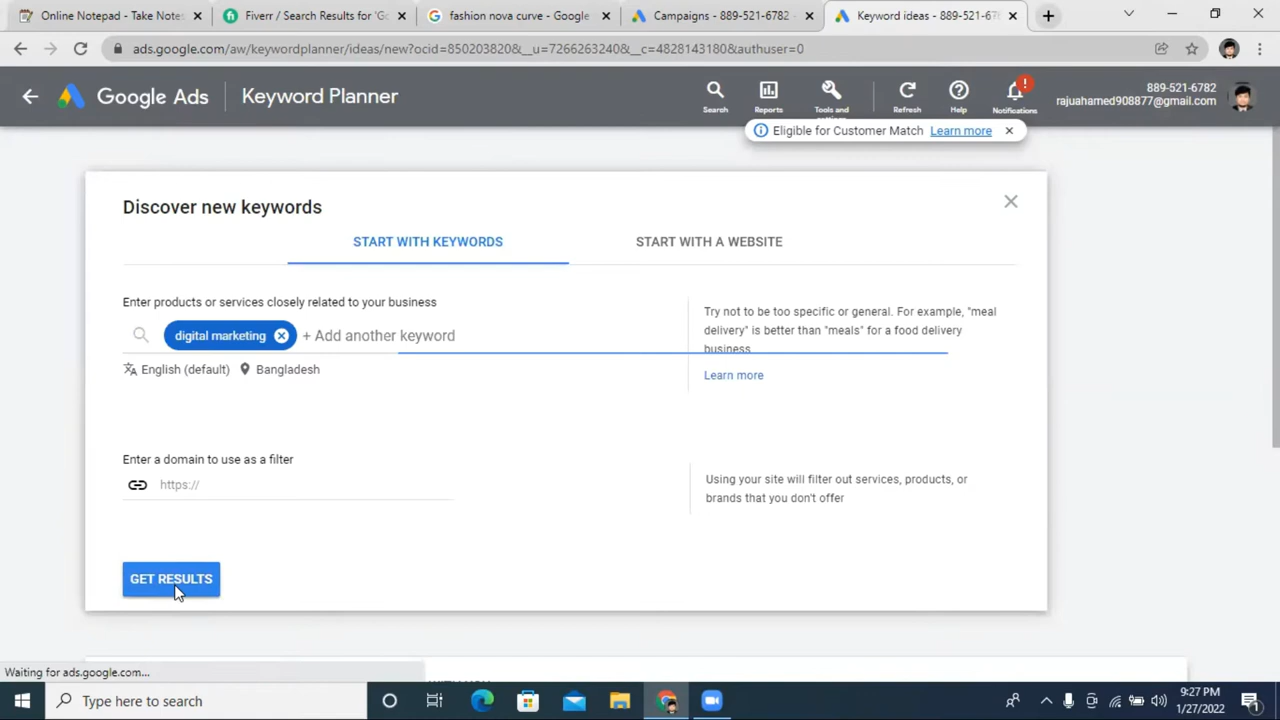 Online Notepad - Take Notes
Fiverr / Search Results for 'Go
fashion nova curve - Google
Campaigns - 889-521-6782
Keyword ideas - 889-521-678
ads.google.com/aw/keywordplanner/ideas/new?ocid=850203820&__u=7266263240&__c=4828143180&authuser=0
Google Ads
Keyword Planner
Search
Reports
Tools and
Refresh
Help
Notifications
889-521-6782
rajuahamed908877@gmail.com
Eligible for Customer Match Learn more
Discover new keywords
START WITH KEYWORDS
START WITH A WEBSITE
Enter products or services closely related to your business
digital marketing
+ Add another keyword
English (default)
Bangladesh
Try not to be too specific or general. For example, "meal
delivery" is better than "meals" for a food delivery
business
Learn more
Enter a domain to use as a filter
https://
Using your site will filter out services, products, or
brands that you don't offer
GET RESULTS
Waiting for ads.google.com...
Type here to search
9:27 PM
1/27/2022
1